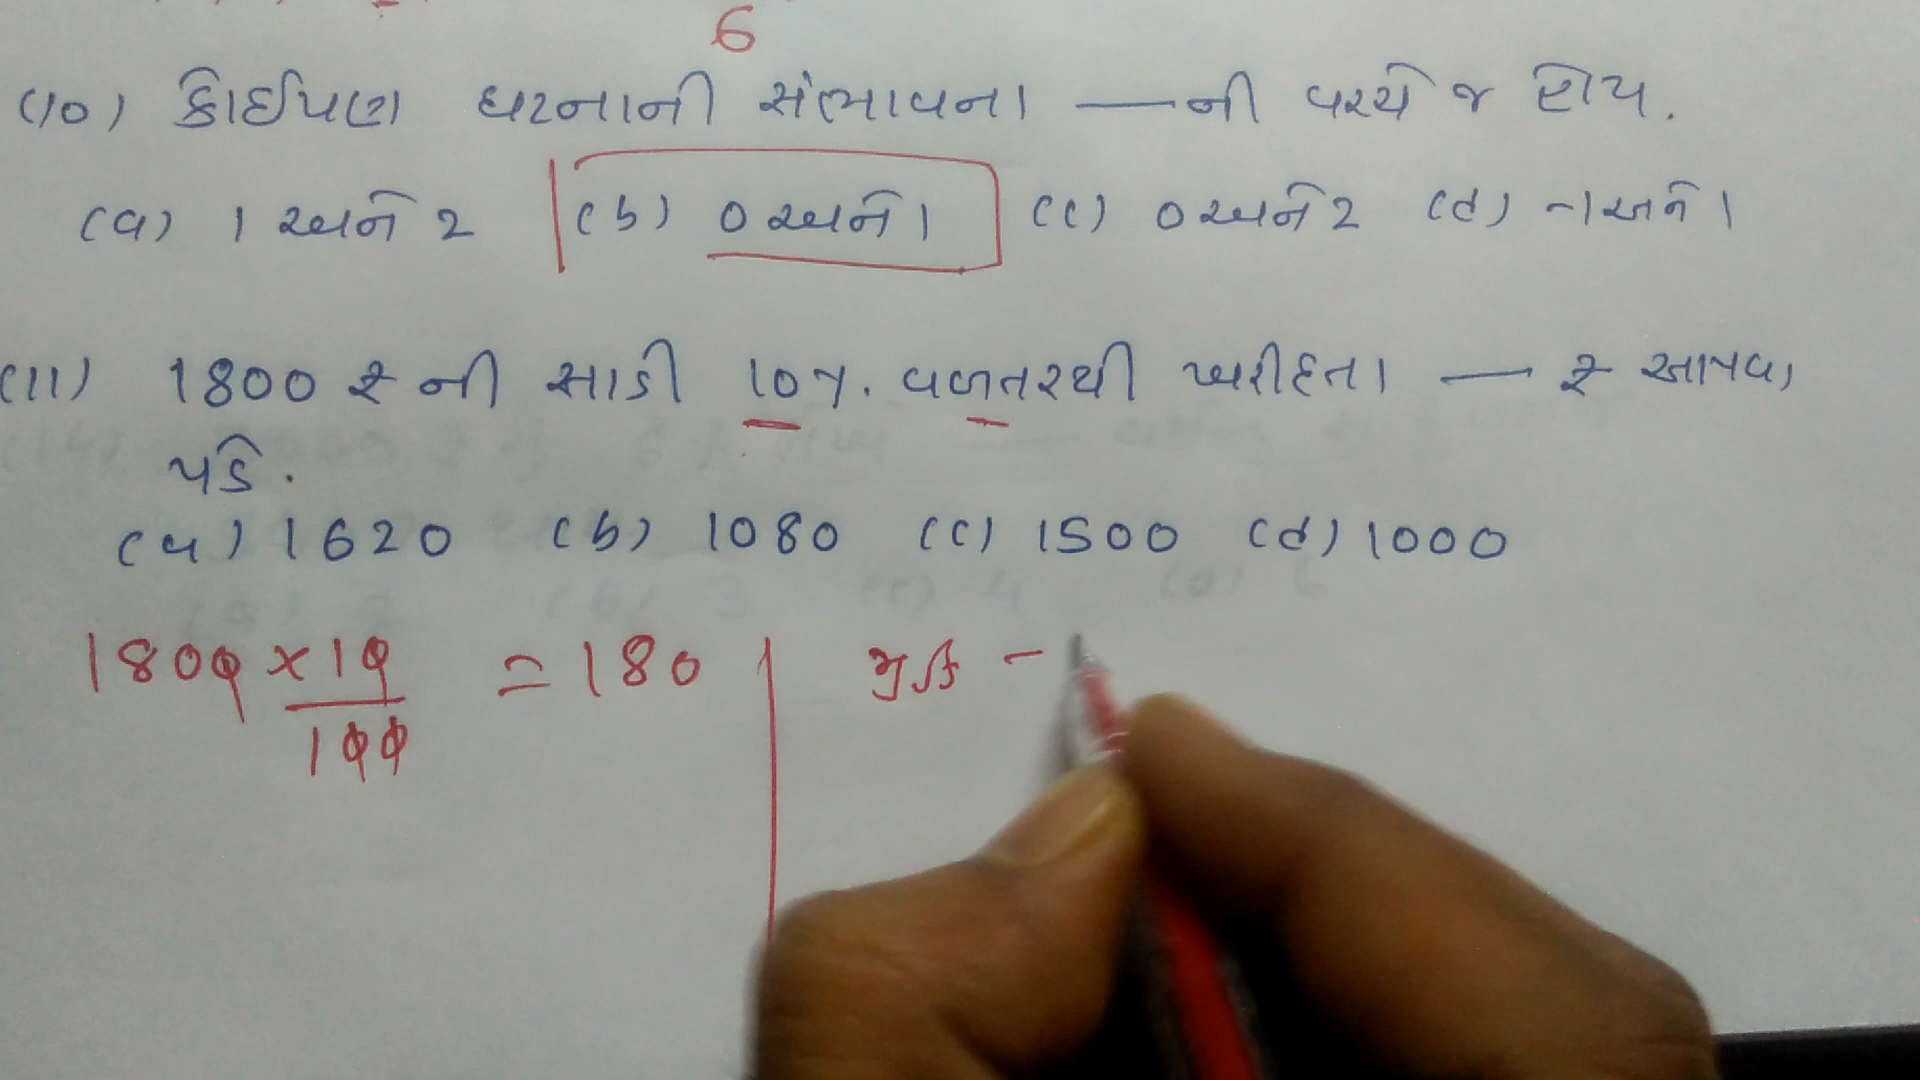 6
(10) કોઈપણ ઘટનાની સંભાવના — ની વચ્ચે જ હોય.
(a) 1 અને 2 (b) 0 અને 1 (c) 0 અને 2 (d) -1 અને 1
(11) 1800 ₹ ની સાડી 10%. વળતરથી ખરીદતા — ₹ આપવા
પડે.
(a) 1620 (b) 1080 (c) 1500 (d) 1000
1800 × 10 = 180
100